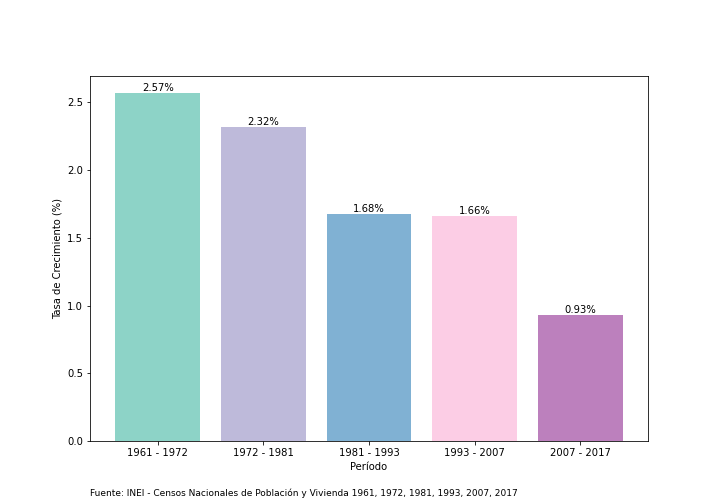 2.57%
2.32%
1.68%
1.66%
0.93%
2.5
2.0
1.5
1.0
0.5
0.0
Tasa de Crecimiento (%)
1961 - 1972
1972 - 1981
1981 - 1993
1993 - 2007
2007 - 2017
Período
Fuente: INEI - Censos Nacionales de Población y Vivienda 1961, 1972, 1981, 1993, 2007, 2017